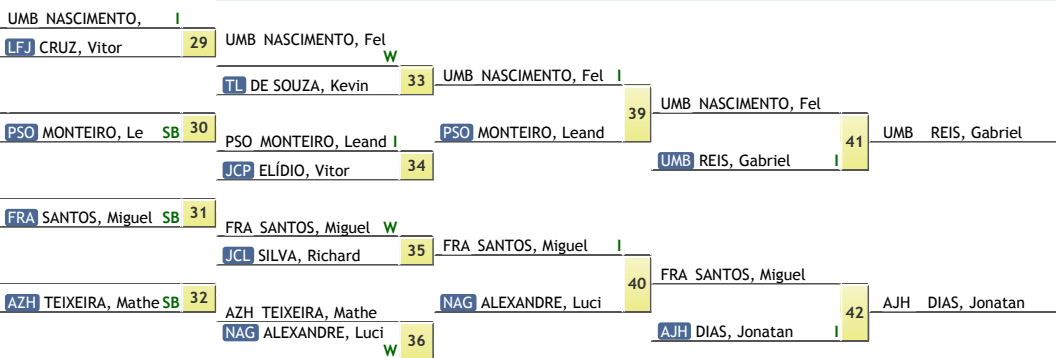 UMB NASCIMENTO, I
LFJ CRUZ, Vitor
29
UMB NASCIMENTO, Fel
W
TL DE SOUZA, Kevin
33
UMB NASCIMENTO, Fel I
PSO MONTEIRO, Le SB
30
PSO MONTEIRO, Leand I
JCP ELÍDIO, Vitor
34
PSO MONTEIRO, Leand
39
UMB NASCIMENTO, Fel
UMB REIS, Gabriel I
41
UMB REIS, Gabriel
FRA SANTOS, Miguel SB
31
FRA SANTOS, Miguel W
JCL SILVA, Richard
35
FRA SANTOS, Miguel I
AZH TEIXEIRA, Mathe SB
32
AZH TEIXEIRA, Mathe
NAG ALEXANDRE, Luci
W
36
NAG ALEXANDRE, Luci
40
FRA SANTOS, Miguel
AJH DIAS, Jonatan I
42
AJH DIAS, Jonatan